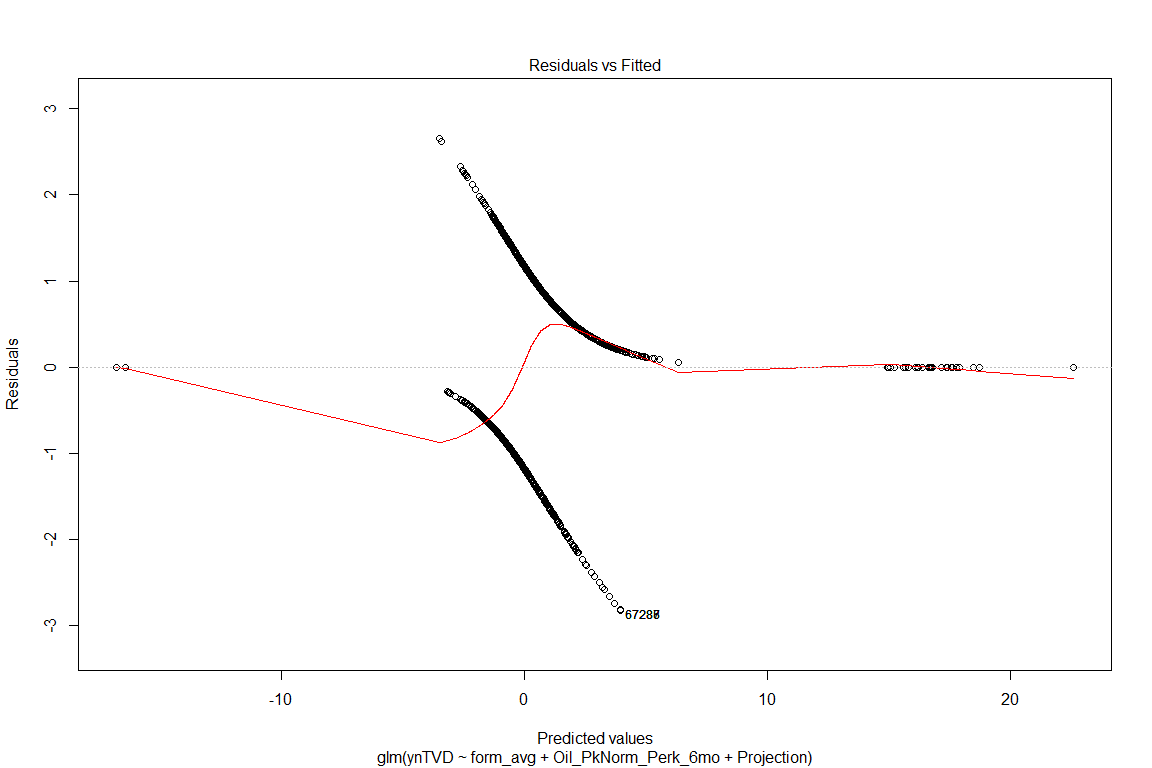 Residuals vs Fitted
3
2
1
0
-1
-2
-3
Residuals
-10
0
10
20
Predicted values
glm(ynTVD ~ form_avg + Oil_PkNorm_Perk_6mo + Projection)